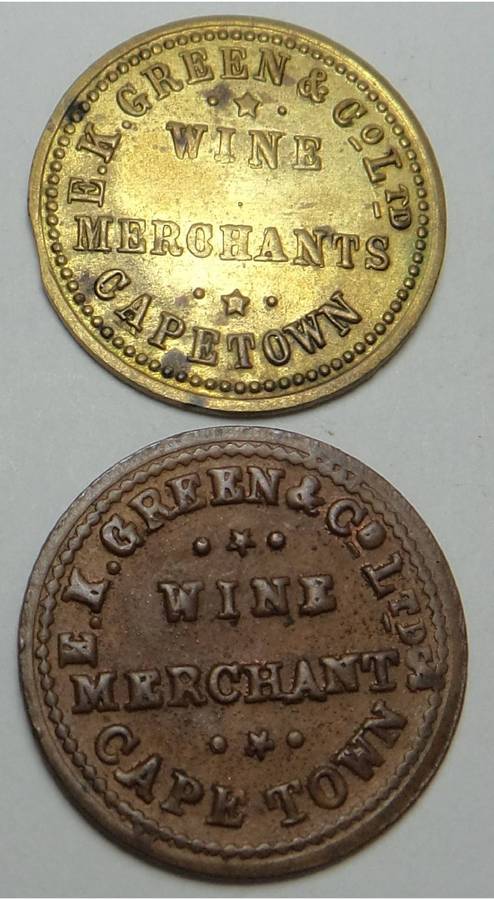 E.K. GREEN & Co LTD
WINE
MERCHANTS
CAPETOWN
E.K. GREEN & Co LTD
WINE
MERCHANT
CAPE TOWN